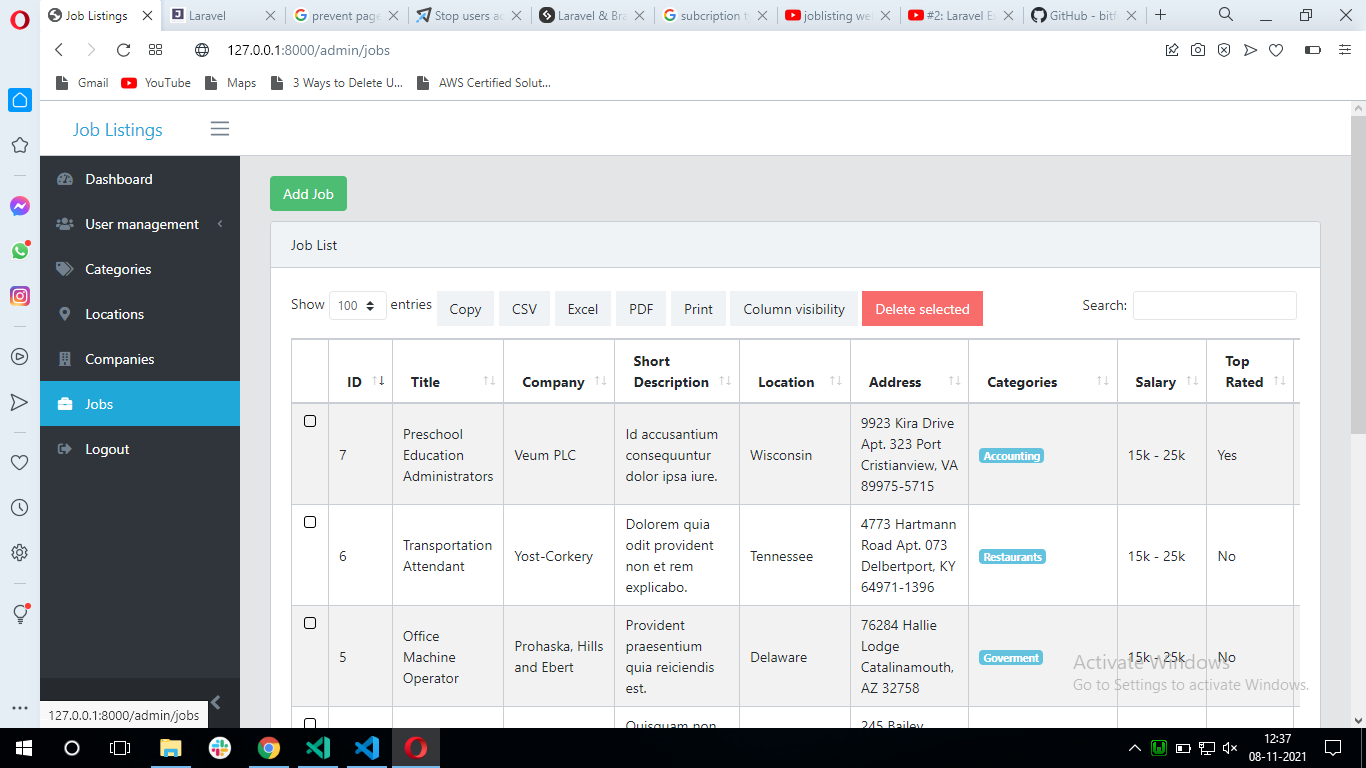 Job Listings
Laravel
prevent page
Stop users ac
Laravel & Bra
subcription t
joblisting we
#2: Laravel E
GitHub - bitf
127.0.0.1:8000/admin/jobs
Gmail
YouTube
Maps
3 Ways to Delete U...
AWS Certified Solut...
Job Listings
Dashboard
User management
Categories
Locations
Companies
Jobs
Logout
127.0.0.1:8000/admin/jobs
Add Job
Job List
Show 100 entries Copy CSV Excel PDF Print Column visibility Delete selected Search:
ID Title Company Short Description Location Address Categories Salary Top Rated
7 Preschool Education Administrators Veum PLC Id accusantium consequuntur dolor ipsa iure. Wisconsin 9923 Kira Drive Apt. 323 Port Cristianview, VA 89975-5715 Accounting 15k - 25k Yes
6 Transportation Attendant Yost-Corkery Dolorem quia odit provident non et rem explicabo. Tennessee 4773 Hartmann Road Apt. 073 Delbertport, KY 64971-1396 Restaurants 15k - 25k No
5 Office Machine Operator Prohaska, Hills and Ebert Provident praesentium quia reiciendis est. Delaware 76284 Hallie Lodge Catalinamouth, AZ 32758 Goverment 15k - 25k No
Quisquam non 245 Bailey
Activate Windows
Go to Settings to activate Windows.
12:37
08-11-2021